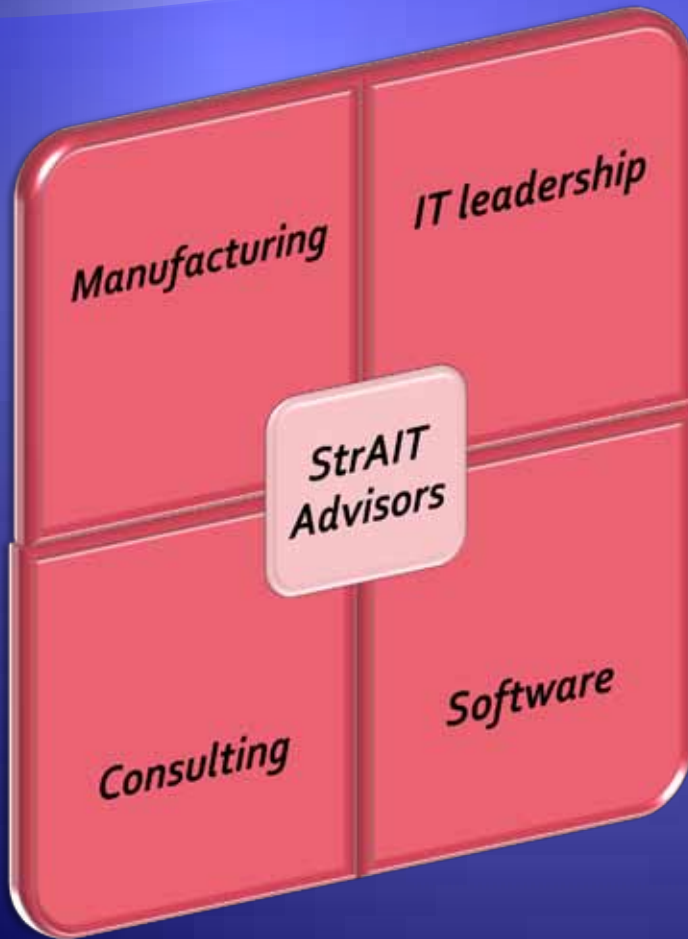 Manufacturing
IT leadership
StrAIT
Advisors
Consulting
Software